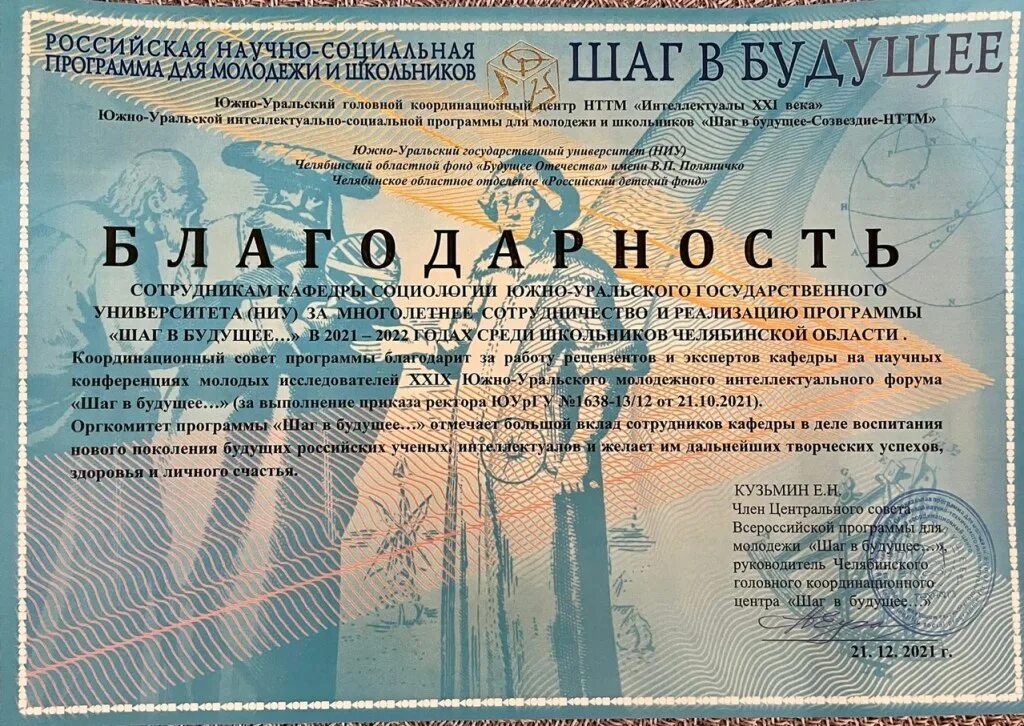 РОССИЙСКАЯ НАУЧНО-СОЦИАЛЬНАЯ
ПРОГРАММА ДЛЯ МОЛОДЕЖИ И ШКОЛЬНИКОВ
ШАГ В БУДУЩЕЕ
Южно-Уральский головной координационный центр НТТМ «Интеллектуалы XXI века»
Южно-Уральской интеллектуально-социальной программы для молодежи и школьников «Шаг в будущее-Созвездие-НТТМ»
Южно-Уральский государственный университет (НИУ)
Челябинский областной фонд «Будущее Отечества» имени В.П. Поляничко
Челябинское областное отделение «Российский детский фонд»
БЛАГОДАРНОСТЬ
СОТРУДНИКАМ КАФЕДРЫ СОЦИОЛОГИИ ЮЖНО-УРАЛЬСКОГО ГОСУДАРСТВЕННОГО
УНИВЕРСИТЕТА (НИУ) ЗА МНОГОЛЕТНЕЕ СОТРУДНИЧЕСТВО И РЕАЛИЗАЦИЮ ПРОГРАММЫ
«ШАГ В БУДУЩЕЕ…» В 2021 – 2022 ГОДАХ СРЕДИ ШКОЛЬНИКОВ ЧЕЛЯБИНСКОЙ ОБЛАСТИ .
Координационный совет программы благодарит за работу рецензентов и экспертов кафедры на научных
конференциях молодых исследователей XXIX Южно-Уральского молодежного интеллектуального форума
«Шаг в будущее…» (за выполнение приказа ректора ЮУрГУ №1638-13/12 от 21.10.2021).
Оргкомитет программы «Шаг в будущее…» отмечает большой вклад сотрудников кафедры в деле воспитания
нового поколения будущих российских ученых, интеллектуалов и желает им дальнейших творческих успехов,
здоровья и личного счастья.
КУЗЬМИН Е.Н.
Член Центрального совета
Всероссийской программы для
молодежи «Шаг в будущее…»,
руководитель Челябинского
головного координационного
центра «Шаг в будущее…»
21. 12. 2021 г.